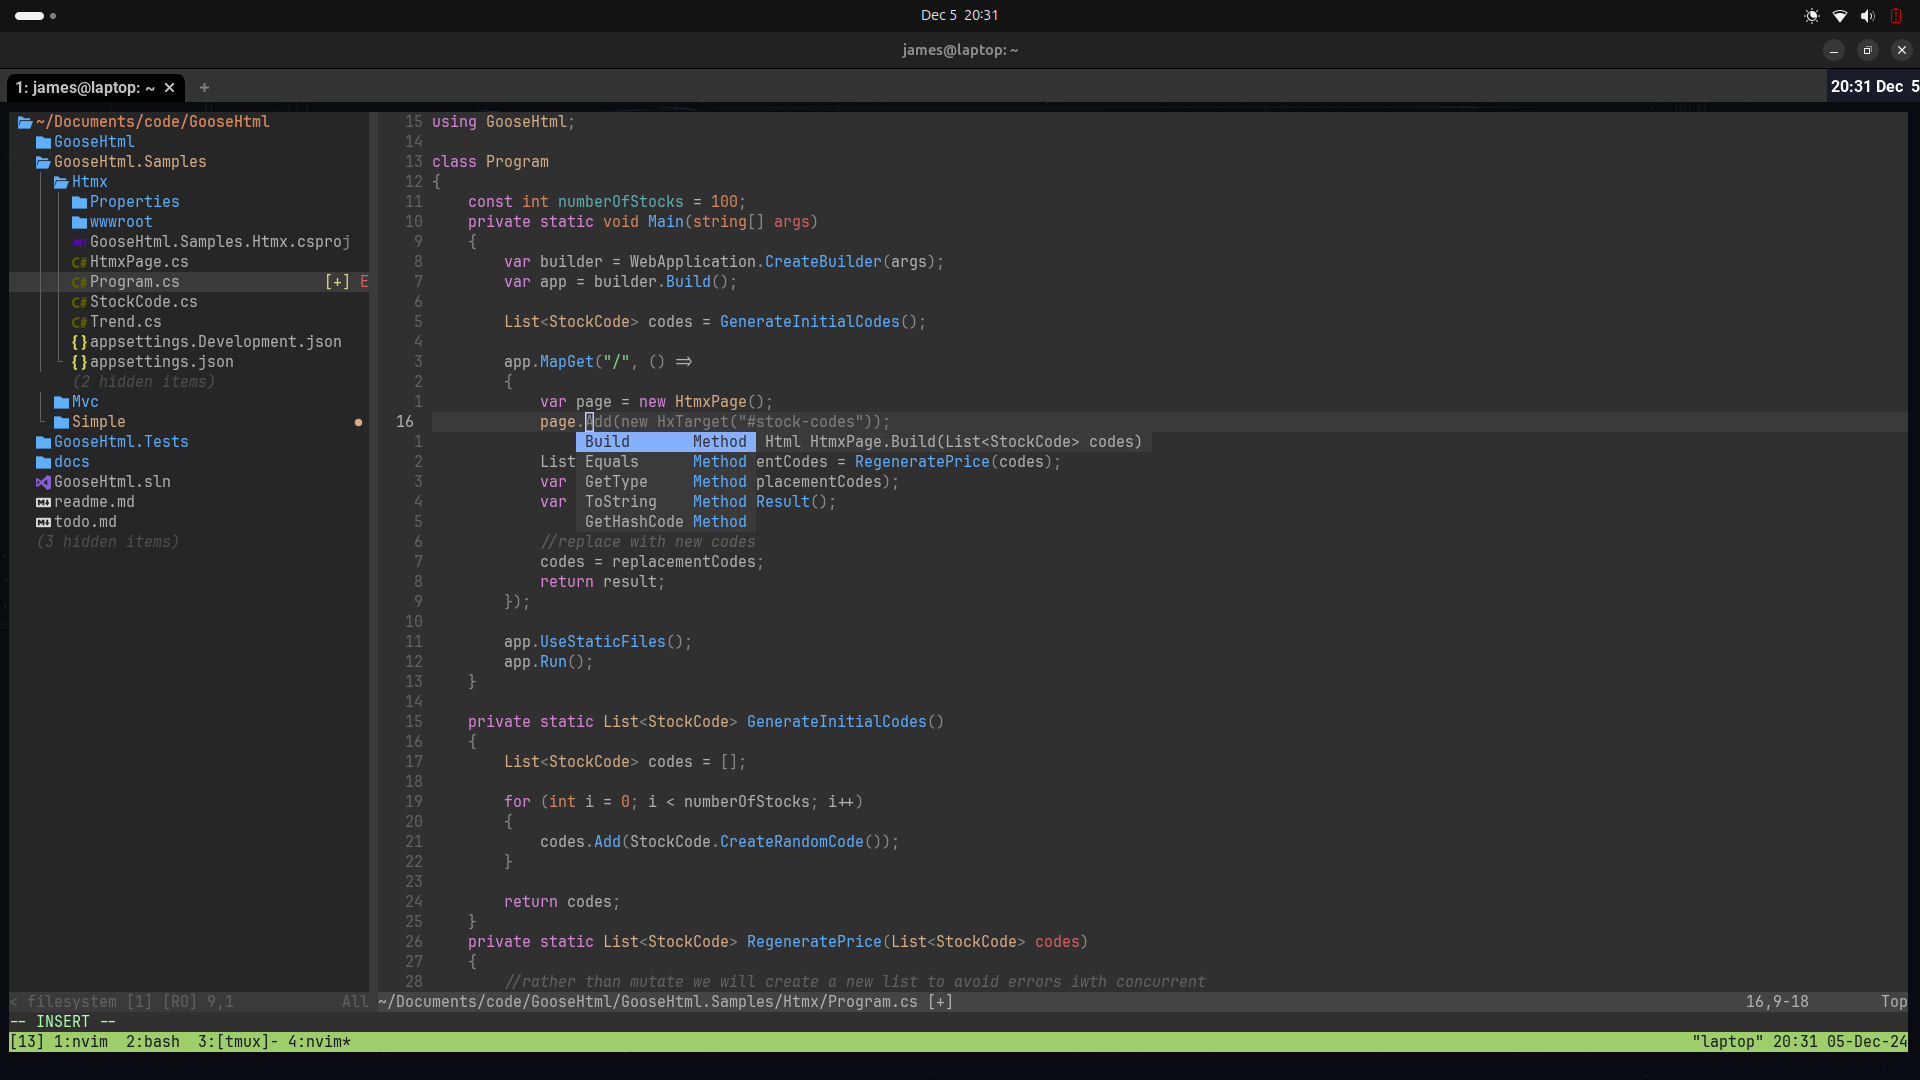 Dec 5 20:31
james@laptop: ~
1: james@laptop: ~ ✕ +
20:31 Dec 5
~/Documents/code/GooseHtml
GooseHtml
GooseHtml.Samples
Htmx
Properties
wwwroot
GooseHtml.Samples.Htmx.csproj
C# HtmxPage.cs
C# Program.cs [+] E
C# StockCode.cs
C# Trend.cs
{} appsettings.Development.json
{} appsettings.json
(2 hidden items)
Mvc
Simple ●
GooseHtml.Tests
docs
GooseHtml.sln
readme.md
todo.md
(3 hidden items)
15 using GooseHtml;
14
13 class Program
12 {
11 const int numberOfStocks = 100;
10 private static void Main(string[] args)
9 {
8 var builder = WebApplication.CreateBuilder(args);
7 var app = builder.Build();
6
5 List<StockCode> codes = GenerateInitialCodes();
4
3 app.MapGet("/", () =>
2 {
1 var page = new HtmxPage();
16 page.Add(new HxTarget("#stock-codes"));
1 Build Method Html HtmxPage.Build(List<StockCode> codes)
2 List Equals Method entCodes = RegeneratePrice(codes);
3 var GetType Method placementCodes);
4 var ToString Method Result();
5 GetHashCode Method
6 //replace with new codes
7 codes = replacementCodes;
8 return result;
9 });
10
11 app.UseStaticFiles();
12 app.Run();
13 }
14
15 private static List<StockCode> GenerateInitialCodes()
16 {
17 List<StockCode> codes = [];
18
19 for (int i = 0; i < numberOfStocks; i++)
20 {
21 codes.Add(StockCode.CreateRandomCode());
22 }
23
24 return codes;
25 }
26 private static List<StockCode> RegeneratePrice(List<StockCode> codes)
27 {
28 //rather than mutate we will create a new list to avoid errors iwth concurrent
< filesystem [1] [RO] 9,1 All
~/Documents/code/GooseHtml/GooseHtml.Samples/Htmx/Program.cs [+] 16,9-18 Top
-- INSERT --
[13] 1:nvim 2:bash 3:[tmux]- 4:nvim* "laptop" 20:31 05-Dec-24